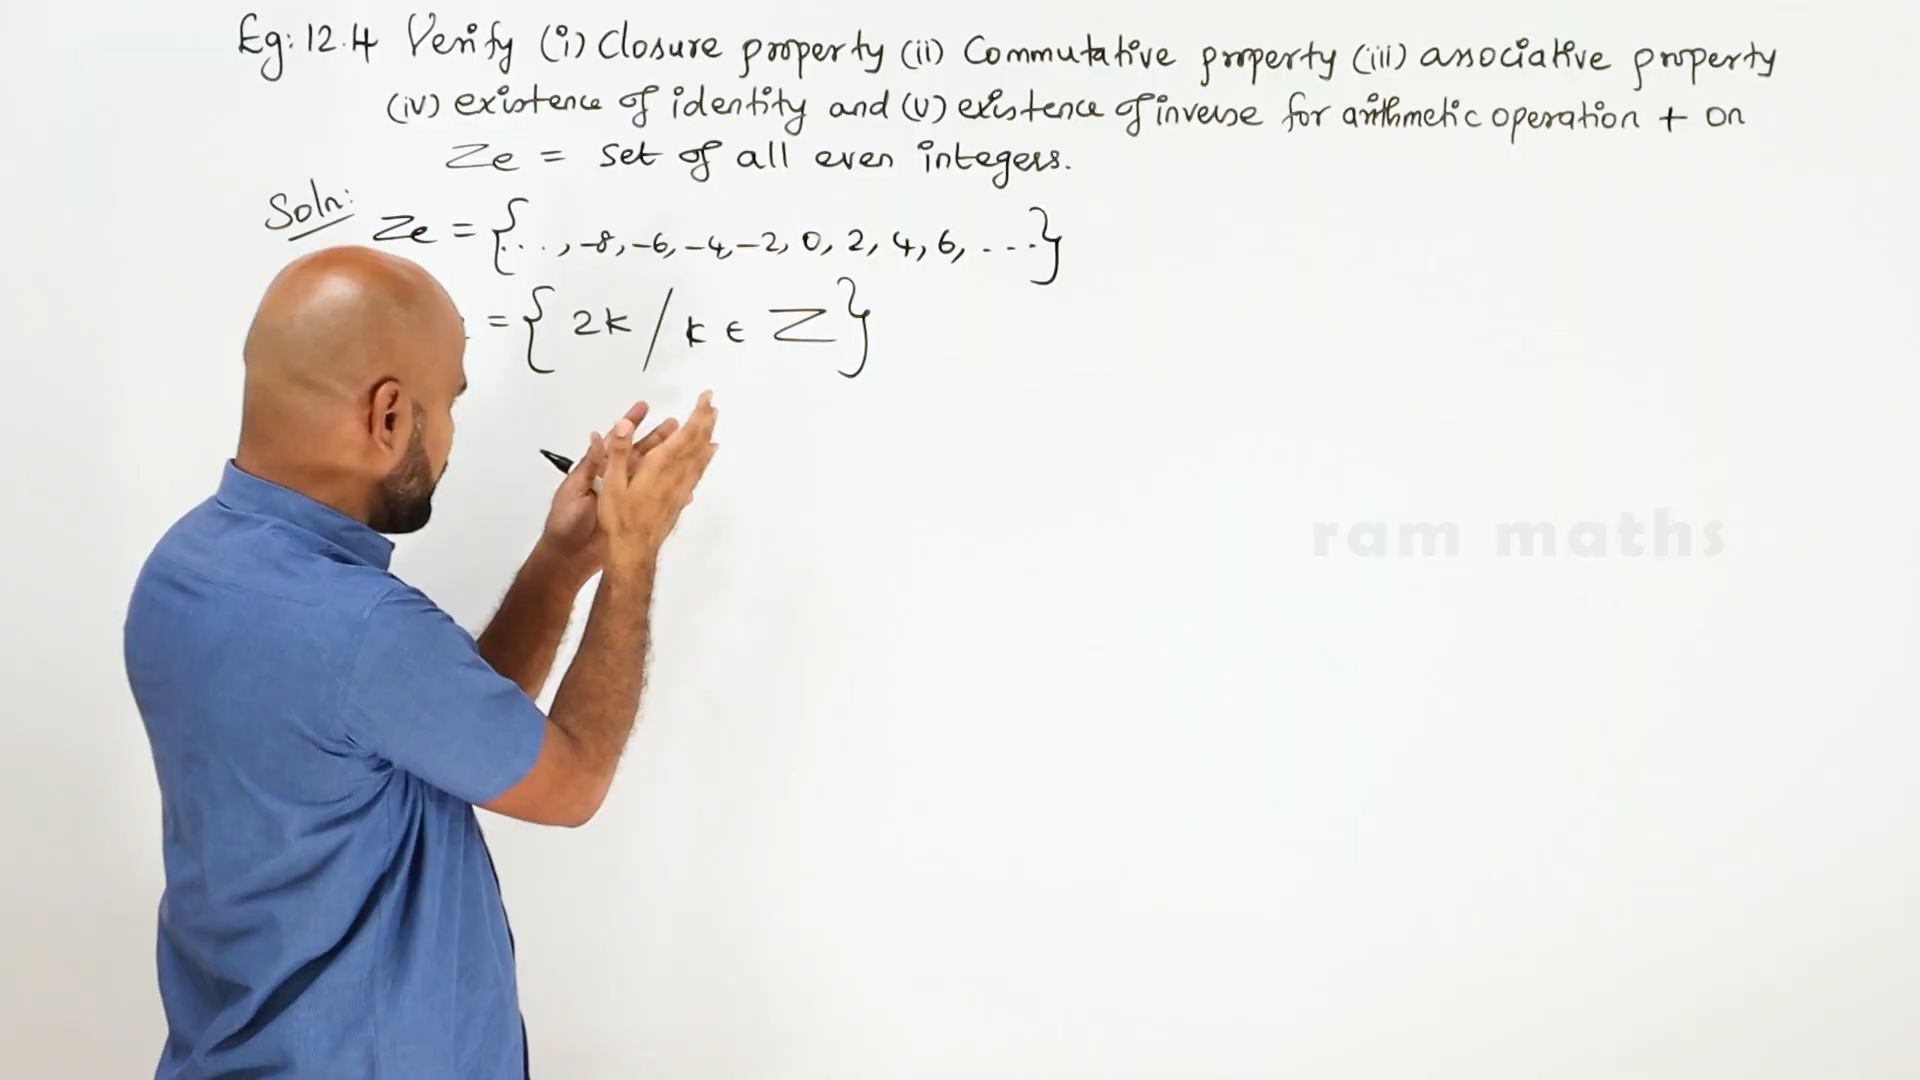 Eg: 12.4 Verify (i) Closure property (ii) Commutative property (iii) associative property
(iv) existence of identity and (v) existence of inverse for arithmetic operation + on
Ze = set of all even integers.
Soln:
Ze = {..., -8, -6, -4, -2, 0, 2, 4, 6, ...}
= { 2k / k ∈ Z }
ram maths